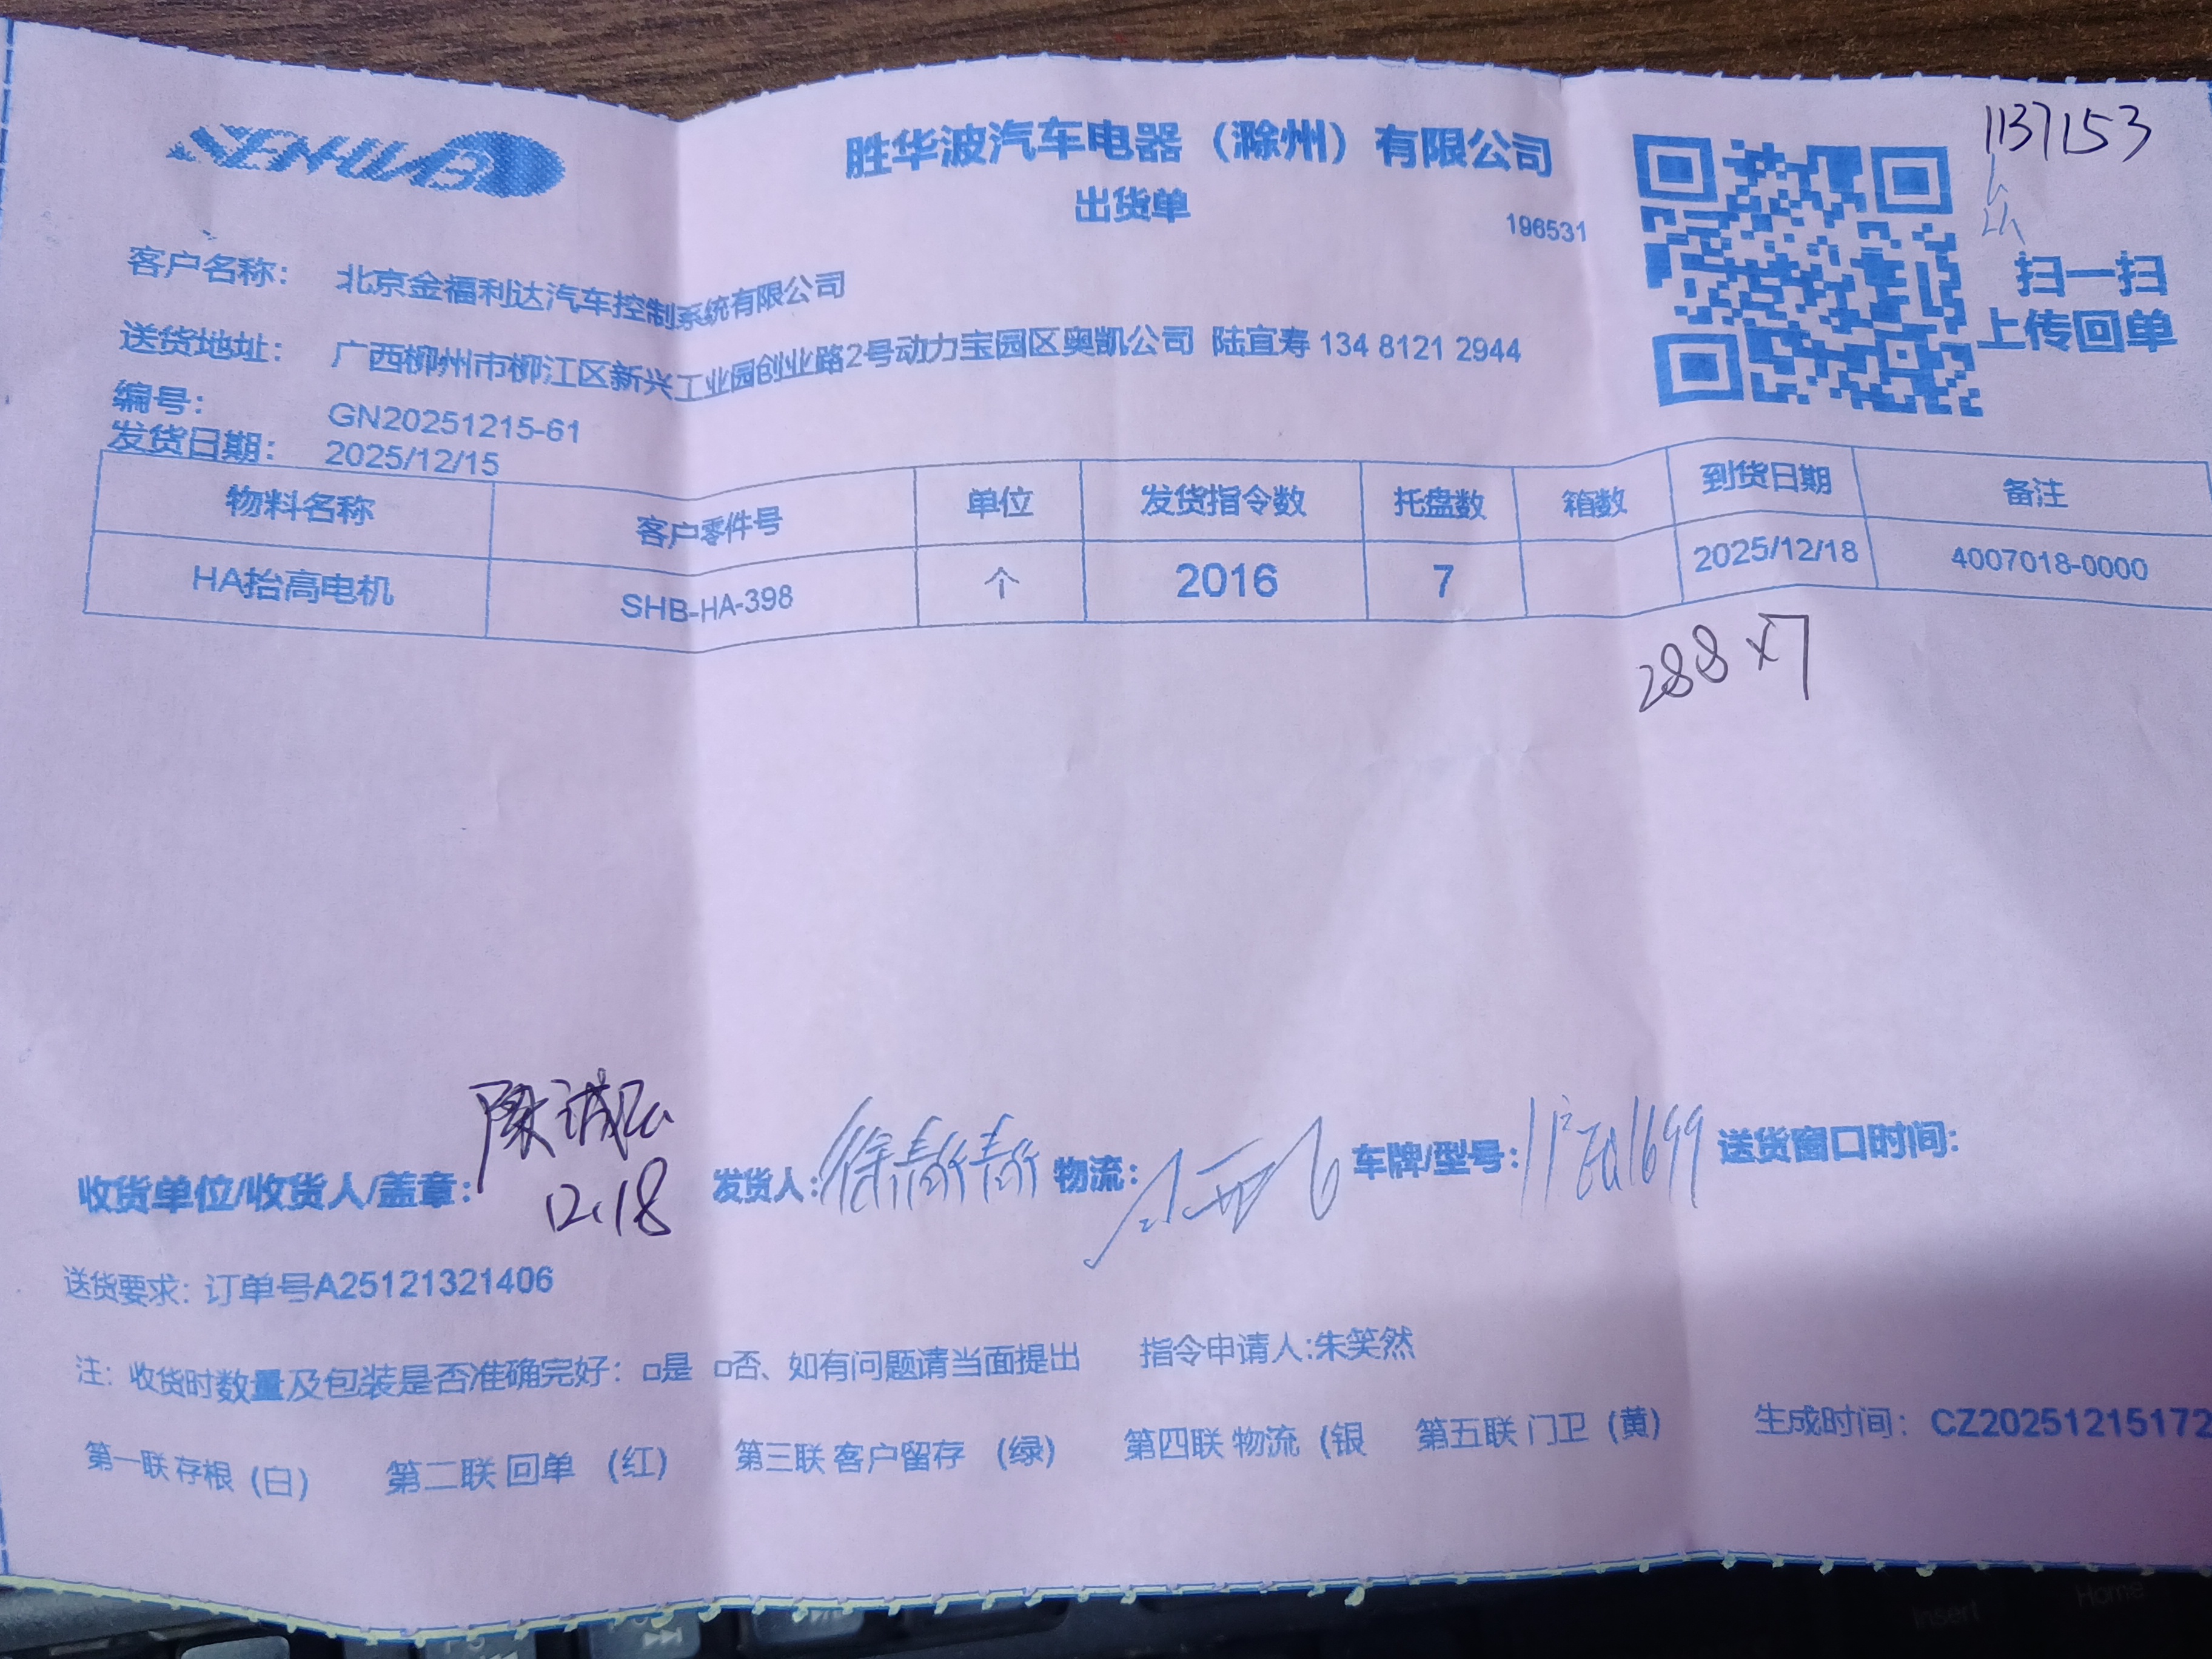 SHENGHUABO
1137153
胜华波汽车电器（滁州）有限公司
出货单
196531
扫一扫
上传回单
客户名称： 北京金福利达汽车控制系统有限公司
送货地址： 广西柳州市柳江区新兴工业园创业路2号动力宝园区奥凯公司 陆宜寿 134 8121 2944
编号： GN20251215-61
发货日期： 2025/12/15
物料名称 客户零件号 单位 发货指令数 托盘数 箱数 到货日期 备注
HA抬高电机 SHB-HA-398 个 2016 7 2025/12/18 4007018-0000
288×7
收货单位/收货人/盖章： 12.18 发货人： 物流： 车牌/型号： 送货窗口时间：
送货要求：订单号A25121321406
注：收货时数量及包装是否准确完好：□是 □否、如有问题请当面提出 指令申请人:朱笑然
第一联 存根（白） 第二联 回单 （红） 第三联 客户留存 （绿） 第四联 物流（银 第五联 门卫（黄） 生成时间： CZ20251215172